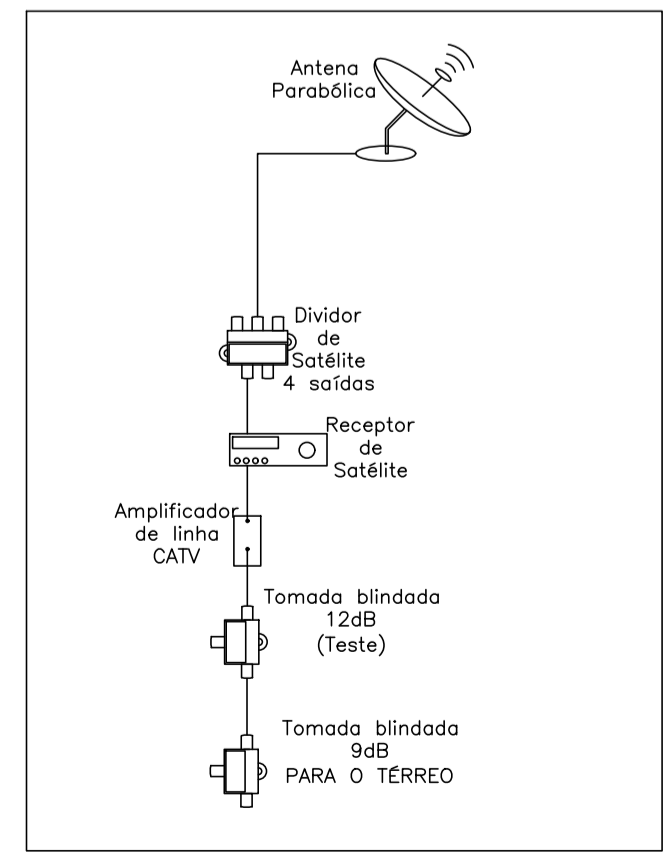 Antena
Parabólica
Dividor
de
Satélite
4 saídas
Receptor
de
Satélite
Amplificador
de linha
CATV
Tomada blindada
12dB
(Teste)
Tomada blindada
9dB
PARA O TÉRREO